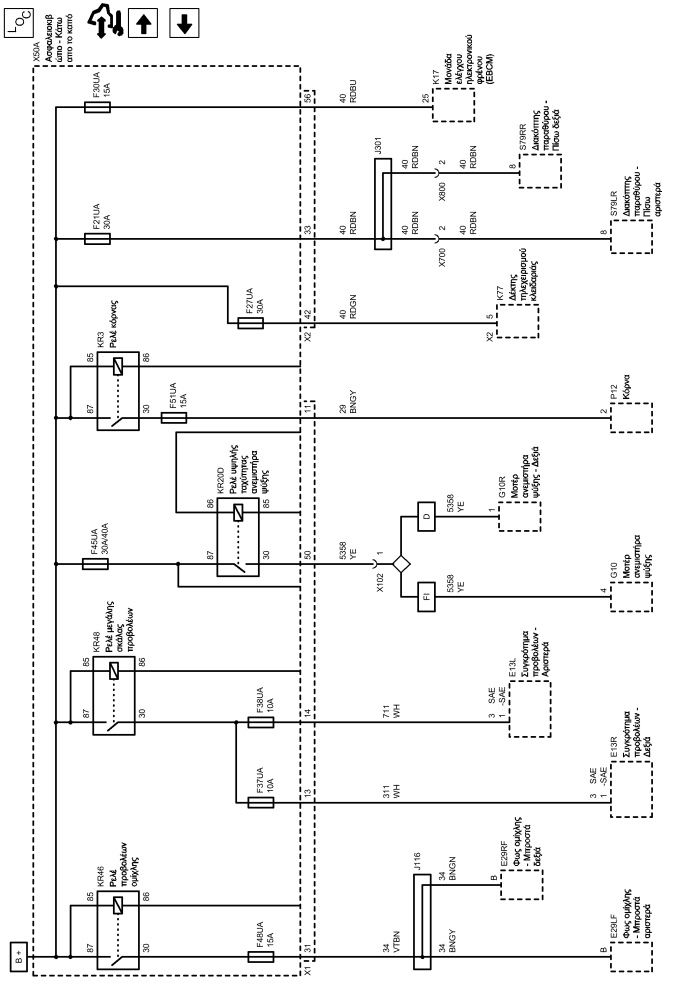 LOC
X50A
Ασφαλειοκιβ
ώτιο - Κάτω
από το καπό
F30UA
15A
56
40
RDBU
25
K17
Μονάδα
ελέγχου
ηλεκτρονικού
φρένου
(EBCM)
J301
40
RDBN
2
X800
40
RDBN
8
S79RR
Διακόπτης
παραθύρου -
Πίσω δεξιά
F21UA
30A
33
40
RDBN
40
RDBN
2
X700
40
RDBN
8
S79LR
Διακόπτης
παραθύρου -
Πίσω
αριστερά
F27UA
30A
42
X2
40
RDGN
5
X2
K77
Δέκτης
τηλεχειρισμού
κλειδαριάς
KR3
Ρελέ κόρνας
85
86
87
30
F51UA
15A
11
29
BNGY
2
P12
Κόρνα
KR20D
Ρελέ υψηλής
ταχύτητας
ανεμιστήρα
ψύξης
86
85
87
30
F45UA
30A/40A
50
5358
YE
1
X102
D
5358
YE
1
G10R
Μοτέρ
ανεμιστήρα
ψύξης - Δεξιά
FI
5358
YE
4
G10
Μοτέρ
ανεμιστήρα
ψύξης
KR48
Ρελέ μεγάλης
σκάλας
προβολέων
85
86
87
30
F38UA
10A
14
711
WH
3 SAE
1 -SAE
E13L
Συγκρότημα
προβολέων -
Αριστερά
F37UA
10A
13
311
WH
3 SAE
1 -SAE
E13R
Συγκρότημα
προβολέων -
Δεξιά
KR46
Ρελέ
προβολέων
ομίχλης
85
86
87
30
B +
F48UA
15A
31
X1
34
VTBN
J116
34
BNGN
B
E29RF
Φως ομίχλης
- Μπροστά
δεξιά
34
BNGY
B
E29LF
Φως ομίχλης
- Μπροστά
αριστερά